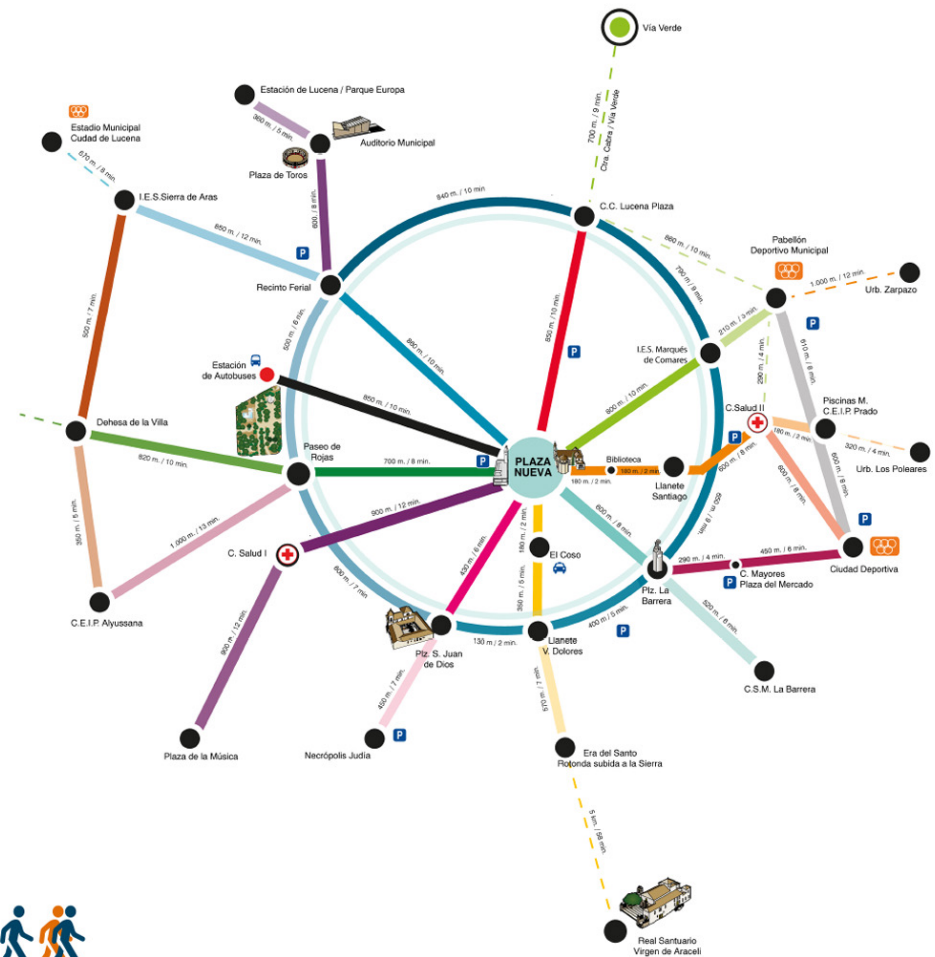 Vía Verde
700 m. / 9 min.
Ctra. Cabra / Vía Verde
Estación de Lucena / Parque Europa
360 m. / 5 min.
Auditorio Municipal
Plaza de Toros
600. / 8 min.
Estadio Municipal
Ciudad de Lucena
670 m. / 8 min.
I.E.S.Sierra de Aras
850 m. / 12 min.
P
Recinto Ferial
840 m. / 10 min
C.C. Lucena Plaza
860 m. / 10 min.
790 m / 9 min.
Pabellón
Deportivo Municipal
1.000 m. / 12 min.
Urb. Zarpazo
500 m. / 7 min.
500 m. / 6 min.
850 m. /10 min.
P
210 m. / 3 min.
P
I.E.S. Marqués
de Comares
290 m. / 4 min.
610 m. / 8 min.
Estación
de Autobuses
850 m. / 10 min.
900 m. / 10 min.
Piscinas M.
C.E.I.P. Prado
C.Salud II
180 m. / 2 min.
320 m. / 4 min.
Urb. Los Poleares
Dehesa de la Villa
820 m. / 10 min.
Paseo de
Rojas
700 m. / 8 min.
P
PLAZA
NUEVA
Biblioteca
180 m. / 2 min.
160 m. / 2 min.
Llanete
Santiago
P
600 m. / 8 min.
600 m. / 8 min.
600 m. / 8 min.
350 m. / 5 min.
1.000 m. / 13 min.
900 m. / 12 min
C. Salud I
430 m. / 6 min.
180 m. / 2 min
El Coso
350 m. / 5 min.
600 m. / 8 min.
P
290 m. / 4 min.
450 m. / 6 min.
Ciudad Deportiva
C. Mayores
P Plaza del Mercado
Plz. La
Barrera
C.E.I.P. Alyussana
600 m. / 7 min
900 m. / 12 min.
Plz. S. Juan
de Dios
130 m / 2 min.
Llanete
V. Dolores
400 m / 5 min.
P
520 m. / 6 min.
C.S.M. La Barrera
450 m. / 7 min.
570 m. / 7 min.
Plaza de la Música
Necrópolis Judía
P
Era del Santo
Rotonda subida a la Sierra
5 km. / 58 min.
Real Santuario
Virgen de Araceli